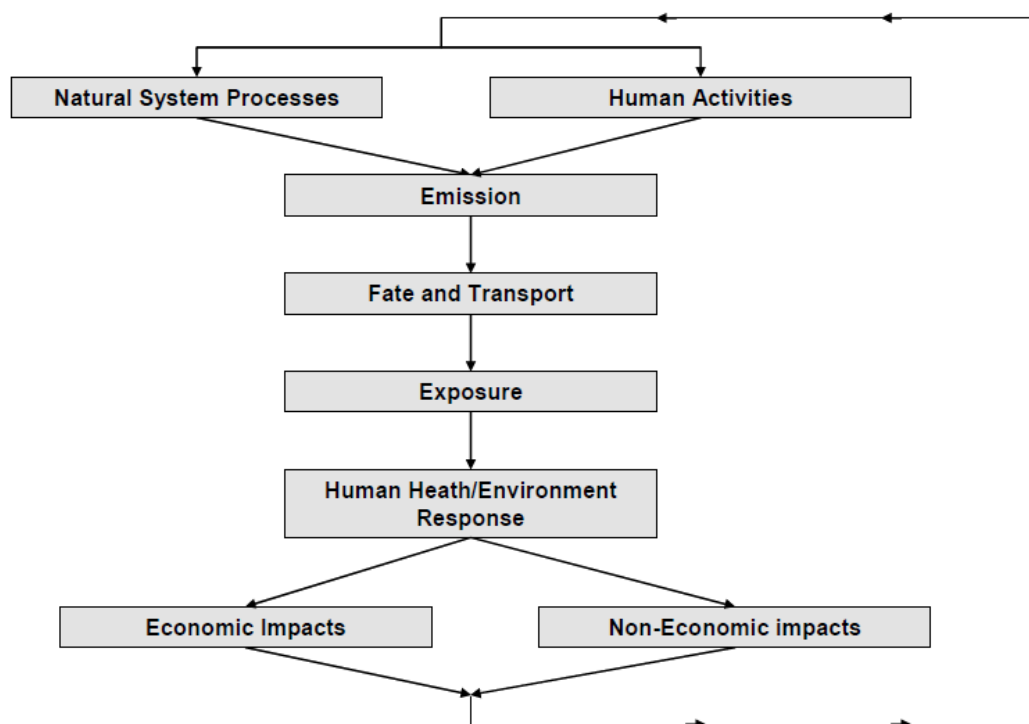 Natural System Processes
Human Activities
Emission
Fate and Transport
Exposure
Human Heath/Environment
Response
Economic Impacts
Non-Economic impacts